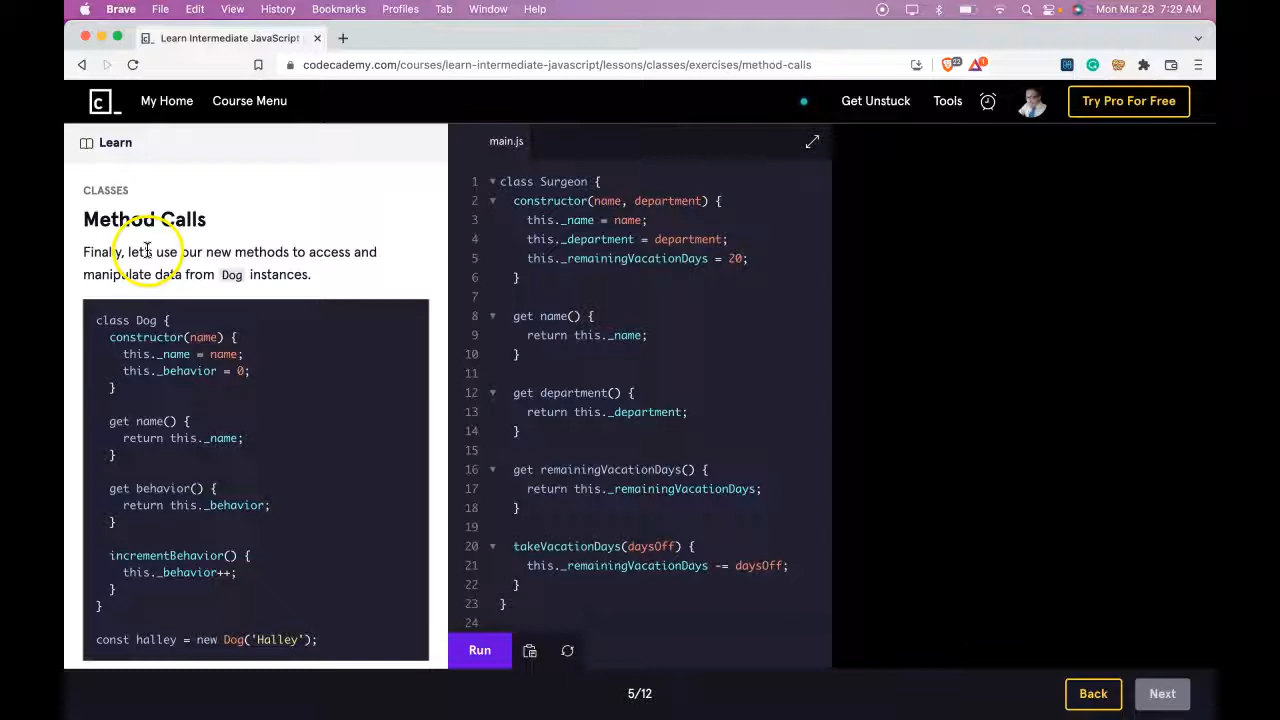 Brave File Edit View History Bookmarks Profiles Tab Window Help Mon Mar 28 7:29 AM
C_ Learn Intermediate JavaScript × +
codecademy.com/courses/learn-intermediate-javascript/lessons/classes/exercises/method-calls 22 1
C_ My Home Course Menu Get Unstuck Tools Try Pro For Free
Learn
CLASSES
Method Calls
Finally, let's use our new methods to access and
manipulate data from Dog instances.
class Dog {
constructor(name) {
this._name = name;
this._behavior = 0;
}
get name() {
return this._name;
}
get behavior() {
return this._behavior;
}
incrementBehavior() {
this._behavior++;
}
}
const halley = new Dog('Halley');
main.js
1 class Surgeon {
2 constructor(name, department) {
3 this._name = name;
4 this._department = department;
5 this._remainingVacationDays = 20;
6 }
7
8 get name() {
9 return this._name;
10 }
11
12 get department() {
13 return this._department;
14 }
15
16 get remainingVacationDays() {
17 return this._remainingVacationDays;
18 }
19
20 takeVacationDays(daysOff) {
21 this._remainingVacationDays -= daysOff;
22 }
23 }
24
Run
5/12
Back Next